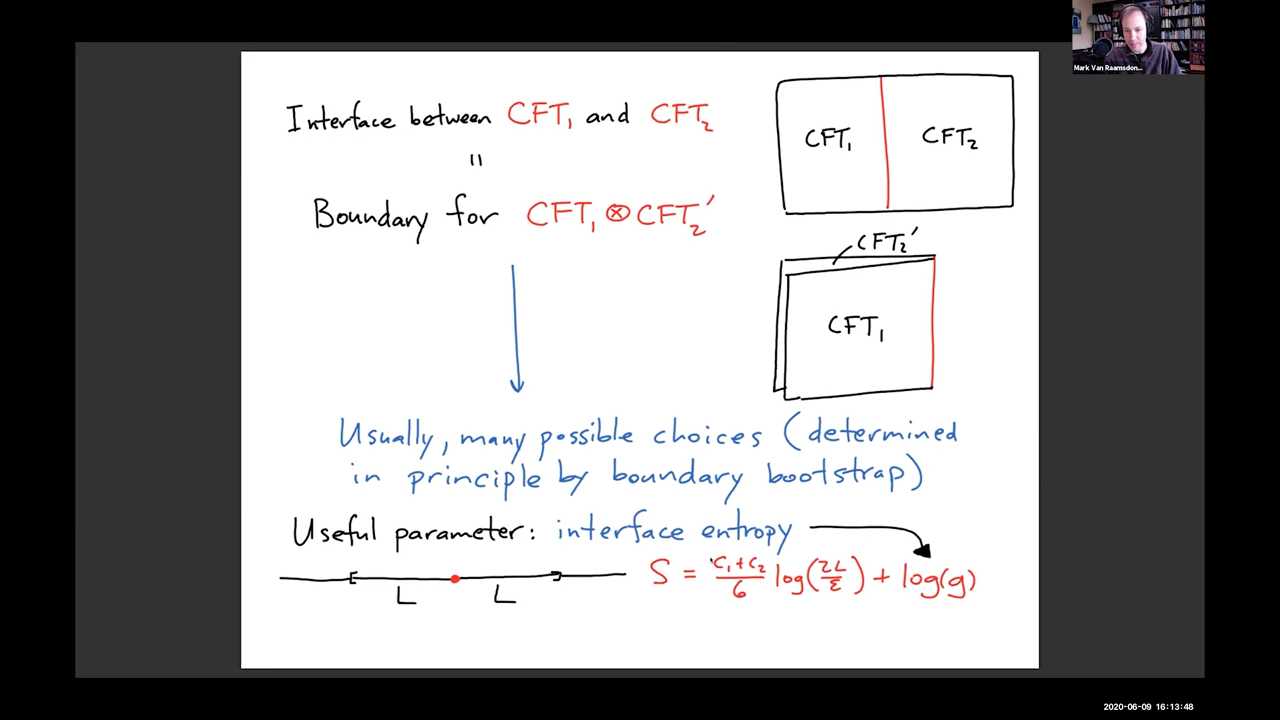 Mark Van Raamsdon...
Interface between CFT₁ and CFT₂
CFT₁
CFT₂
"
Boundary for CFT₁ ⊗ CFT₂′
CFT₂′
CFT₁
Usually, many possible choices (determined
in principle by boundary bootstrap)
Useful parameter: interface entropy
L L
S = (c₁+c₂)/6 log(2L/ε) + log(g)
2020-06-09 16:13:48